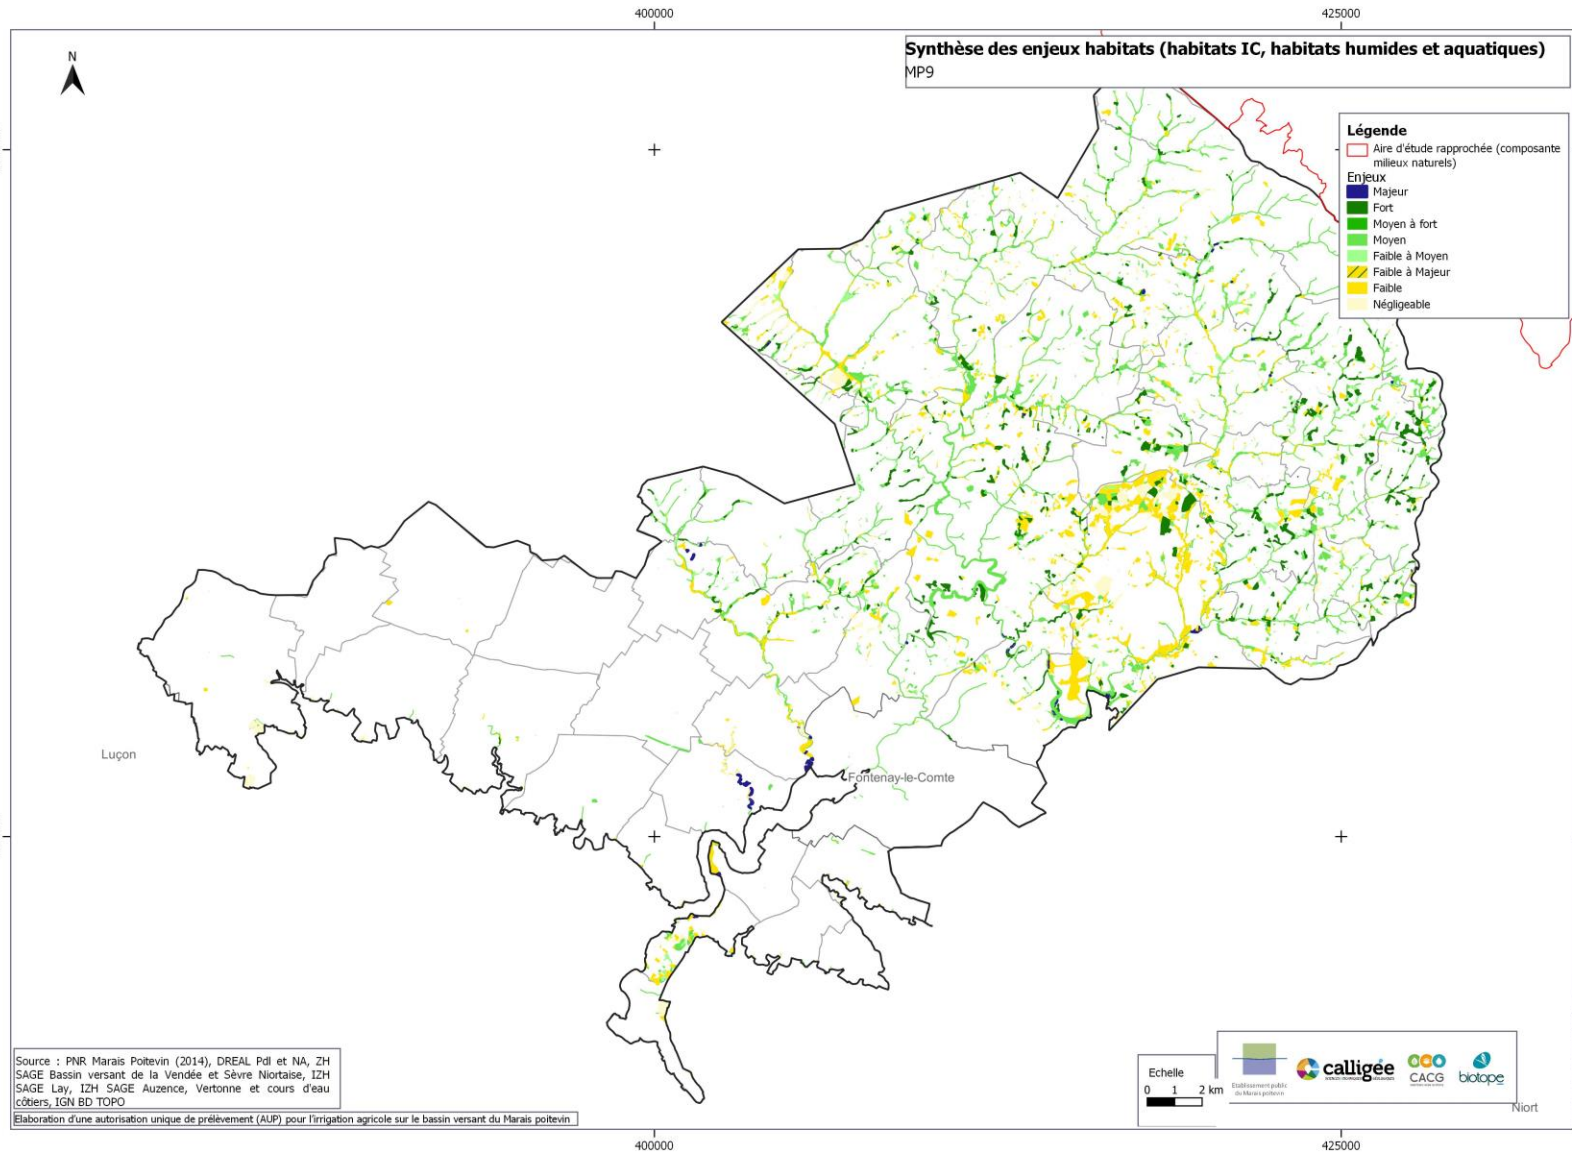 400000
425000
N
Synthèse des enjeux habitats (habitats IC, habitats humides et aquatiques)
MP9
Légende
Aire d'étude rapprochée (composante
milieux naturels)
Enjeux
Majeur
Fort
Moyen à fort
Moyen
Faible à Moyen
Faible à Majeur
Faible
Négligeable
Luçon
Fontenay-le-Comte
Source : PNR Marais Poitevin (2014), DREAL Pdl et NA, ZH
SAGE Bassin versant de la Vendée et Sèvre Niortaise, IZH
SAGE Lay, IZH SAGE Auzence, Vertonne et cours d'eau
côtiers, IGN BD TOPO
Elaboration d'une autorisation unique de prélèvement (AUP) pour l'irrigation agricole sur le bassin versant du Marais poitevin
Echelle
0 1 2 km
Etablissement public
du Marais poitevin
calligée
CACG
biotope
Niort
400000
425000